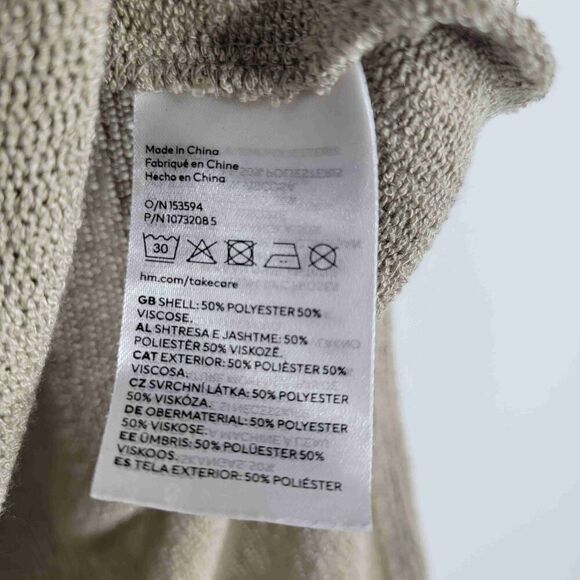 Made in China
Fabriqué en Chine
Hecho en China
O/N 153594
P/N 1073208 5
30
hm.com/takecare
GB SHELL: 50% POLYESTER 50%
VISCOSE.
AL SHTRESA E JASHTME: 50%
POLIESTËR 50% VISKOZË.
CAT EXTERIOR: 50% POLIÈSTER 50%
VISCOSA.
CZ SVRCHNÍ LÁTKA: 50% POLYESTER
50% VISKÓZA.
DE OBERMATERIAL: 50% POLYESTER
50% VISKOSE.
EE ÜMBRIS: 50% POLÜESTER 50%
VISKOOS.
ES TELA EXTERIOR: 50% POLIÉSTER